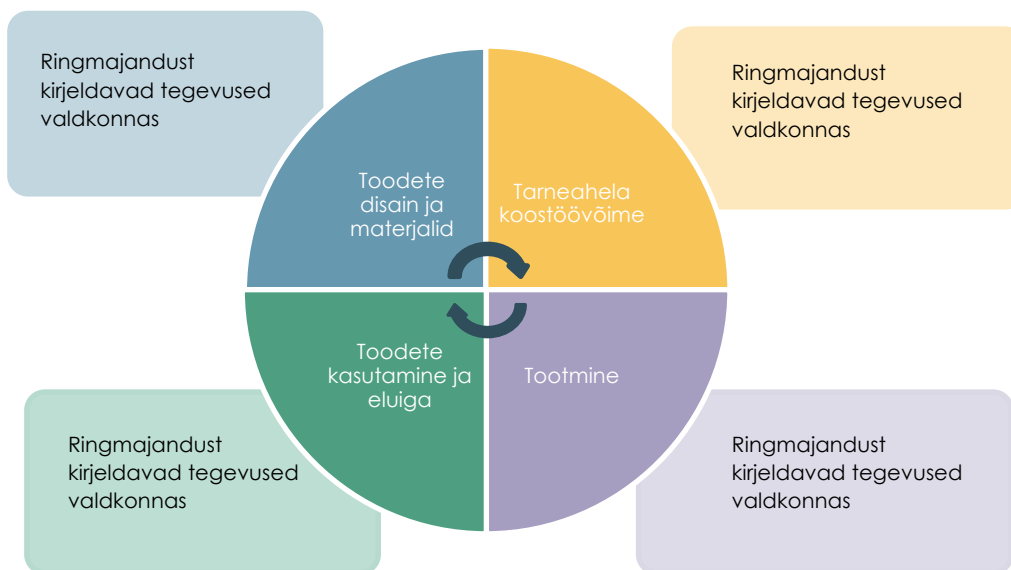 Ringmajandust
kirjeldavad tegevused
valdkonnas
Ringmajandust
kirjeldavad tegevused
valdkonnas
Toodete
disain ja
materjalid
Tarneahela
koostöövõime
Toodete
kasutamine ja
eluiga
Tootmine
Ringmajandust
kirjeldavad tegevused
valdkonnas
Ringmajandust
kirjeldavad tegevused
valdkonnas